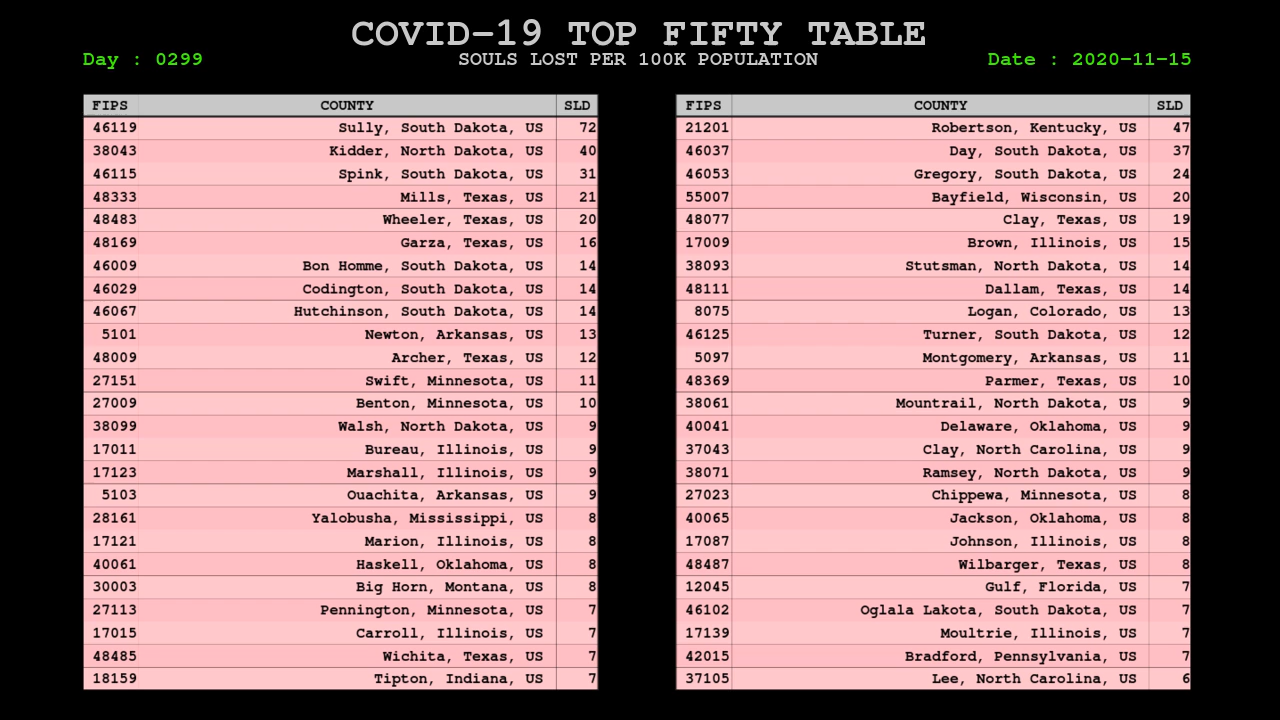 COVID-19 TOP FIFTY TABLE
Day : 0299 SOULS LOST PER 100K POPULATION Date : 2020-11-15
FIPS COUNTY SLD
46119 Sully, South Dakota, US 72
38043 Kidder, North Dakota, US 40
46115 Spink, South Dakota, US 31
48333 Mills, Texas, US 21
48483 Wheeler, Texas, US 20
48169 Garza, Texas, US 16
46009 Bon Homme, South Dakota, US 14
46029 Codington, South Dakota, US 14
46067 Hutchinson, South Dakota, US 14
5101 Newton, Arkansas, US 13
48009 Archer, Texas, US 12
27151 Swift, Minnesota, US 11
27009 Benton, Minnesota, US 10
38099 Walsh, North Dakota, US 9
17011 Bureau, Illinois, US 9
17123 Marshall, Illinois, US 9
5103 Ouachita, Arkansas, US 9
28161 Yalobusha, Mississippi, US 8
17121 Marion, Illinois, US 8
40061 Haskell, Oklahoma, US 8
30003 Big Horn, Montana, US 8
27113 Pennington, Minnesota, US 7
17015 Carroll, Illinois, US 7
48485 Wichita, Texas, US 7
18159 Tipton, Indiana, US 7
FIPS COUNTY SLD
21201 Robertson, Kentucky, US 47
46037 Day, South Dakota, US 37
46053 Gregory, South Dakota, US 24
55007 Bayfield, Wisconsin, US 20
48077 Clay, Texas, US 19
17009 Brown, Illinois, US 15
38093 Stutsman, North Dakota, US 14
48111 Dallam, Texas, US 14
8075 Logan, Colorado, US 13
46125 Turner, South Dakota, US 12
5097 Montgomery, Arkansas, US 11
48369 Parmer, Texas, US 10
38061 Mountrail, North Dakota, US 9
40041 Delaware, Oklahoma, US 9
37043 Clay, North Carolina, US 9
38071 Ramsey, North Dakota, US 9
27023 Chippewa, Minnesota, US 8
40065 Jackson, Oklahoma, US 8
17087 Johnson, Illinois, US 8
48487 Wilbarger, Texas, US 8
12045 Gulf, Florida, US 7
46102 Oglala Lakota, South Dakota, US 7
17139 Moultrie, Illinois, US 7
42015 Bradford, Pennsylvania, US 7
37105 Lee, North Carolina, US 6